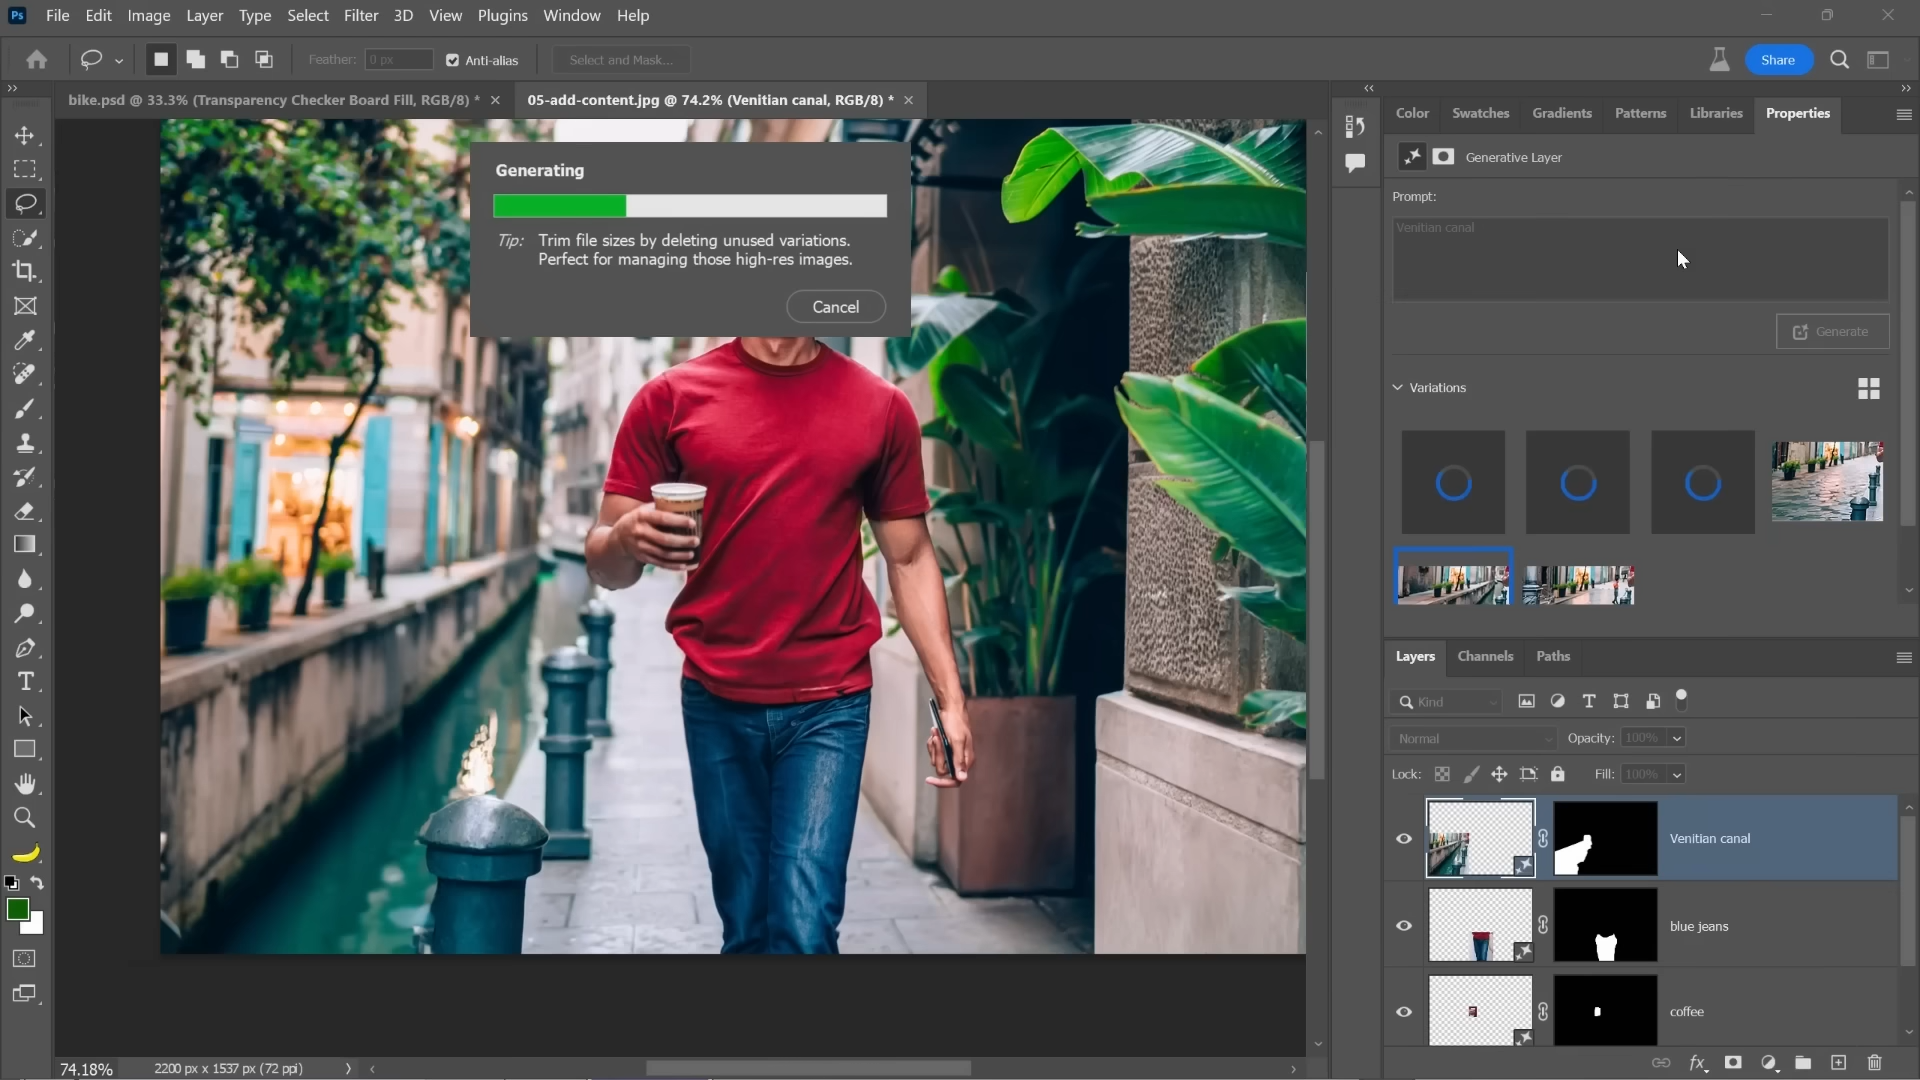 Ps File Edit Image Layer Type Select Filter 3D View Plugins Window Help
Feather: 0 px Anti-alias Select and Mask... Share
bike.psd @ 33.3% (Transparency Checker Board Fill, RGB/8) * 05-add-content.jpg @ 74.2% (Venitian canal, RGB/8) *
Color Swatches Gradients Patterns Libraries Properties
Generative Layer
Prompt:
Venitian canal
Generate
Variations
Generating
Tip: Trim file sizes by deleting unused variations.
Perfect for managing those high-res images.
Cancel
Layers Channels Paths
Kind
Normal Opacity: 100%
Lock: Fill: 100%
Venitian canal
blue jeans
coffee
fx
74.18% 2200 px x 1537 px (72 ppi)